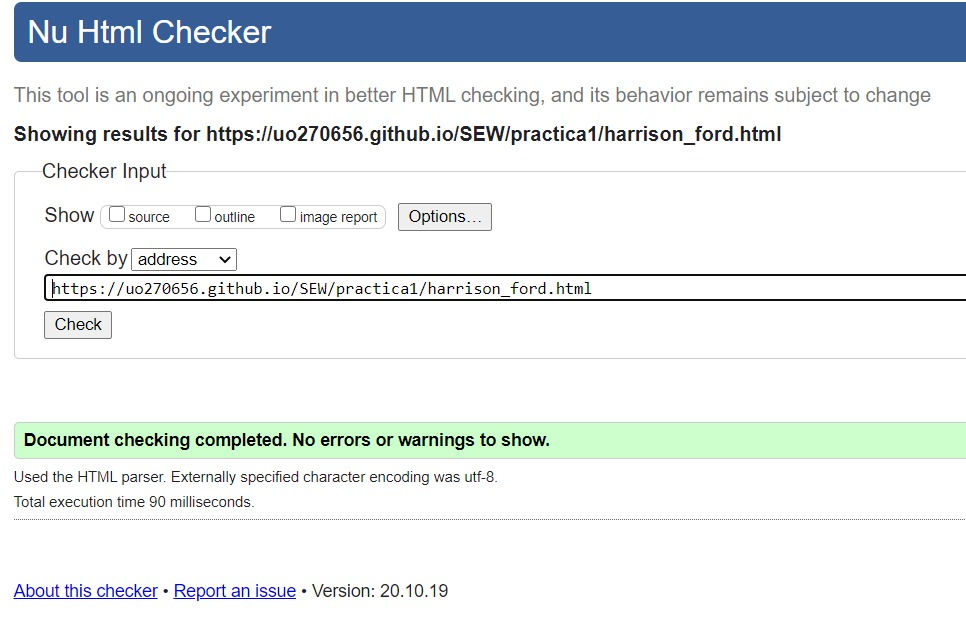 Nu Html Checker
This tool is an ongoing experiment in better HTML checking, and its behavior remains subject to change
Showing results for https://uo270656.github.io/SEW/practica1/harrison_ford.html
Checker Input
Show source outline image report Options...
Check by address
https://uo270656.github.io/SEW/practica1/harrison_ford.html
Check
Document checking completed. No errors or warnings to show.
Used the HTML parser. Externally specified character encoding was utf-8.
Total execution time 90 milliseconds.
About this checker • Report an issue • Version: 20.10.19